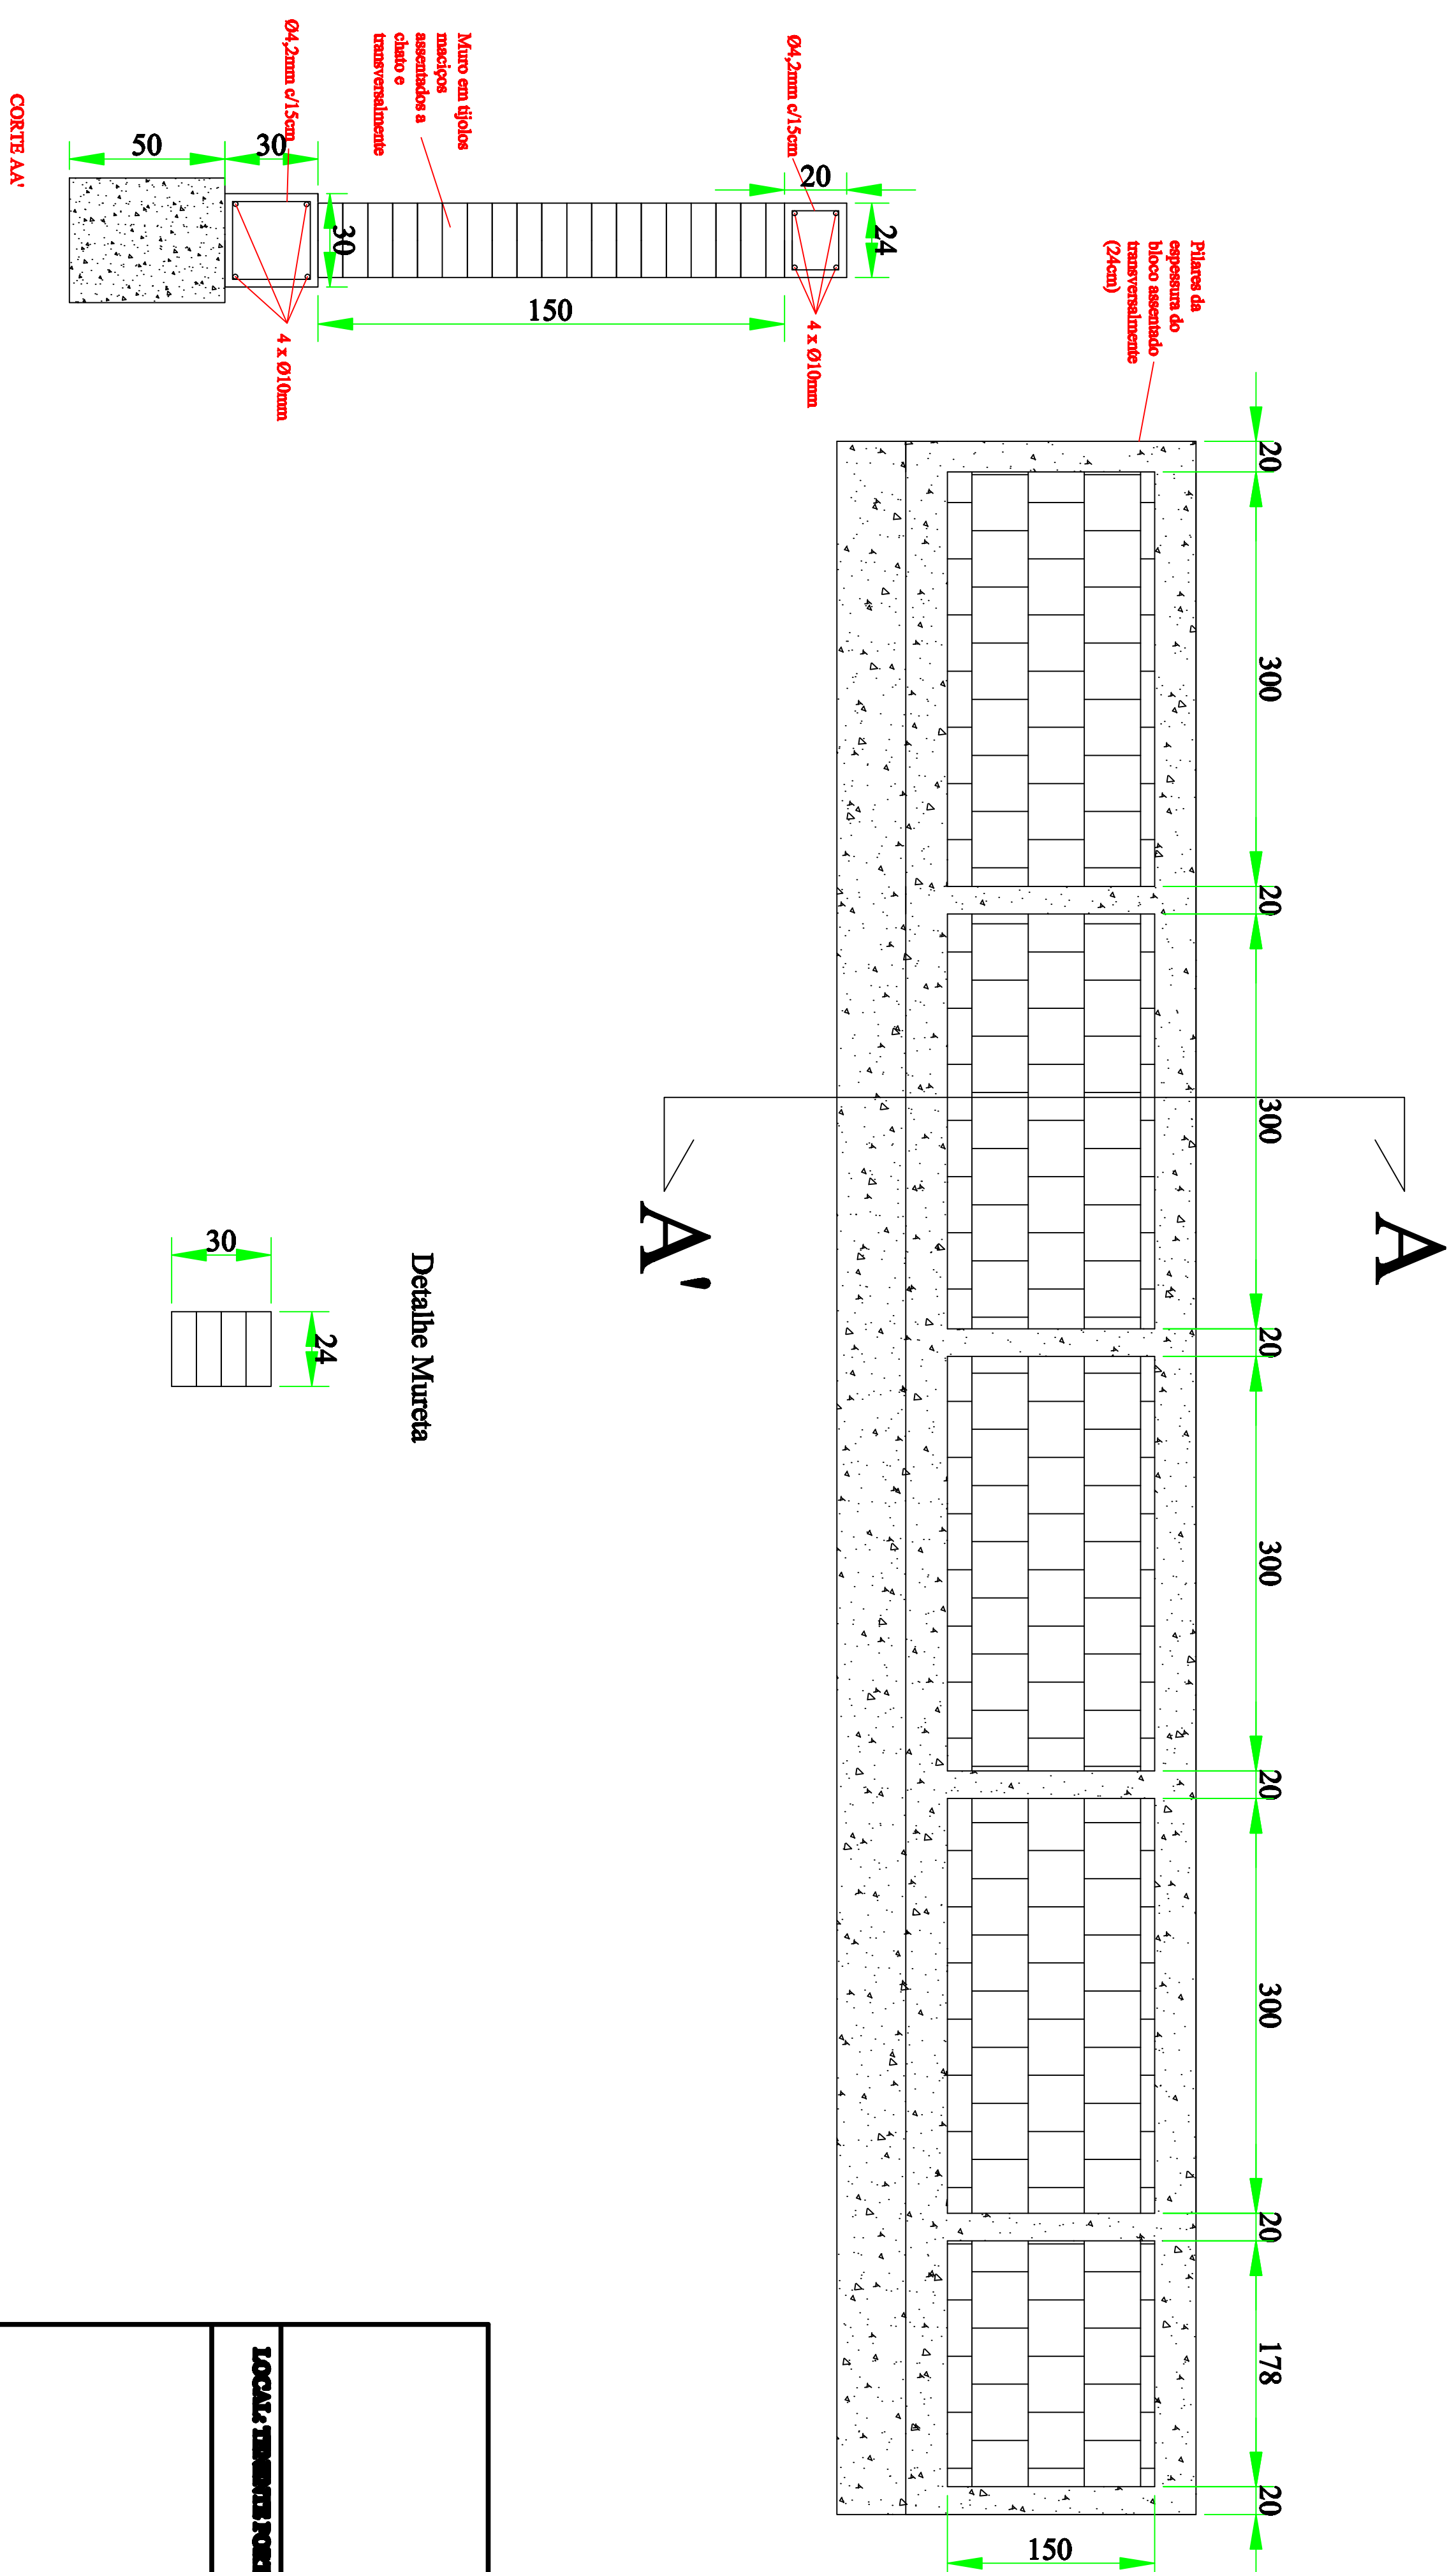 A
20
300
20
300
20
300
20
300
20
178
20
150
Pilares da
espessura do
bloco assentado
transversalmente
(24cm)
A'
24
20
Ø4,2mm c/15cm
4 x Ø10mm
150
Muro em tijolos
maciços
assentados a
chato e
transversalmente
30
30
Ø4,2mm c/15cm
4 x Ø10mm
50
CORTE AA'
Detalhe Mureta
24
30
LOCAL: TENENTE